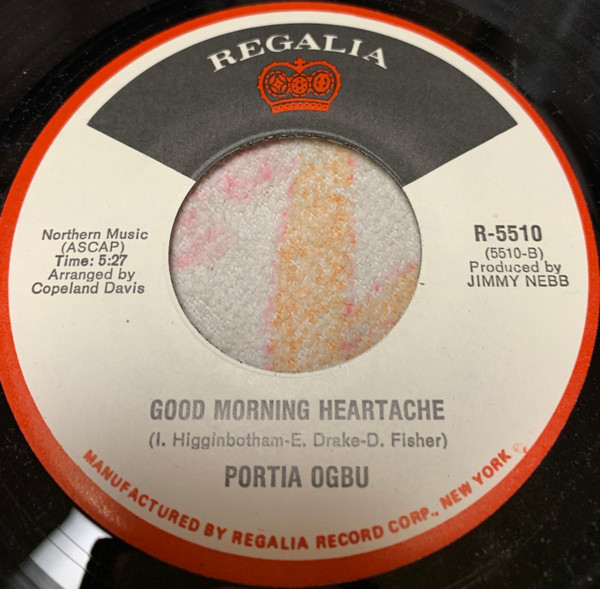 REGALIA
Northern Music
(ASCAP)
Time: 5:27
Arranged by
Copeland Davis
R-5510
(5510-B)
Produced by
JIMMY NEBB
GOOD MORNING HEARTACHE
(I. Higginbotham-E. Drake-D. Fisher)
PORTIA OGBU
MANUFACTURED BY REGALIA RECORD CORP., NEW YORK